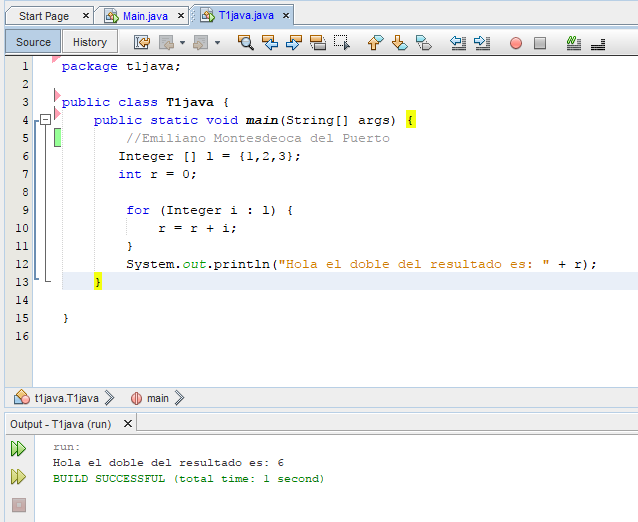 Start Page Main.java T1java.java
Source History
1 package t1java;
2
3 public class T1java {
4 public static void main(String[] args) {
5 //Emiliano Montesdeoca del Puerto
6 Integer [] l = {1,2,3};
7 int r = 0;
8
9 for (Integer i : l) {
10 r = r + i;
11 }
12 System.out.println("Hola el doble del resultado es: " + r);
13 }
14
15 }
16
t1java.T1java main
Output - T1java (run)
run:
Hola el doble del resultado es: 6
BUILD SUCCESSFUL (total time: 1 second)